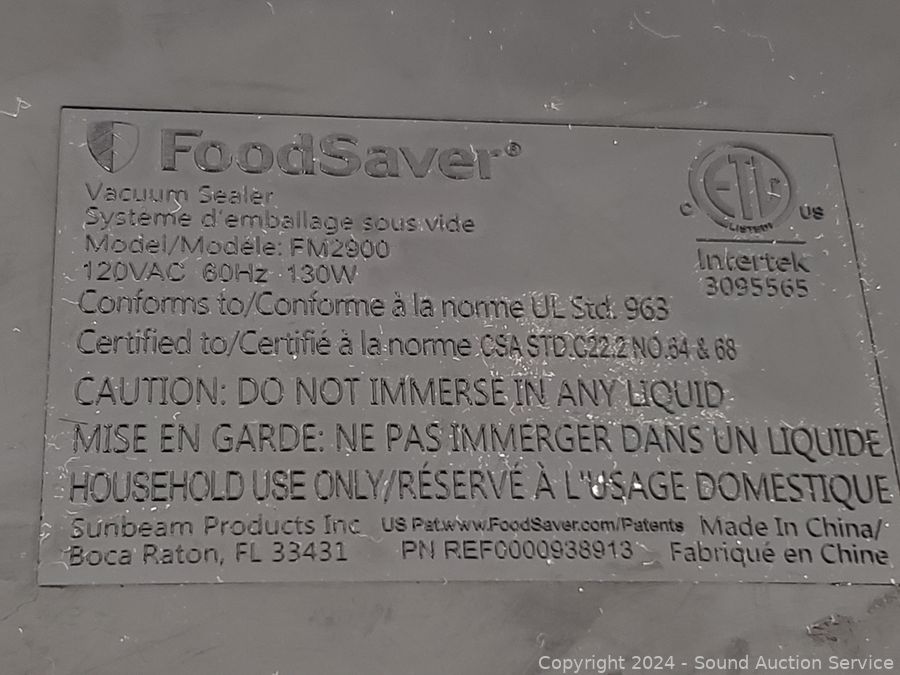 FoodSaver®
Vacuum Sealer
Système d'emballage sous vide
Model/Modèle: FM2900
120VAC 60Hz 130W
Conforms to/Conforme à la norme UL Std. 963
Certified to/Certifié à la norme CSA STD.C22.2 NO.64 & 68
CAUTION: DO NOT IMMERSE IN ANY LIQUID
MISE EN GARDE: NE PAS IMMERGER DANS UN LIQUIDE
HOUSEHOLD USE ONLY/RÉSERVÉ À L'USAGE DOMESTIQUE
Sunbeam Products Inc
Boca Raton, FL 33431
US Pat.www.FoodSaver.com/Patents
PN REF0000938913
Made In China/
Fabriqué en Chine
ETL
C US
LISTED
Intertek
3095565
Copyright 2024 - Sound Auction Service